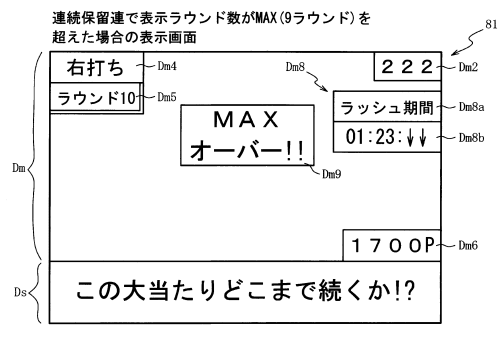 連続保留連で表示ラウンド数がMAX(9ラウンド)を
超えた場合の表示画面
81
右打ち
Dm4
222
Dm2
ラウンド10
Dm5
Dm8
ラッシュ期間
Dm8a
01:23:↓↓
Dm8b
MAX
オーバー!!
Dm9
Dm
1700P
Dm6
Ds
この大当たりどこまで続くか!?